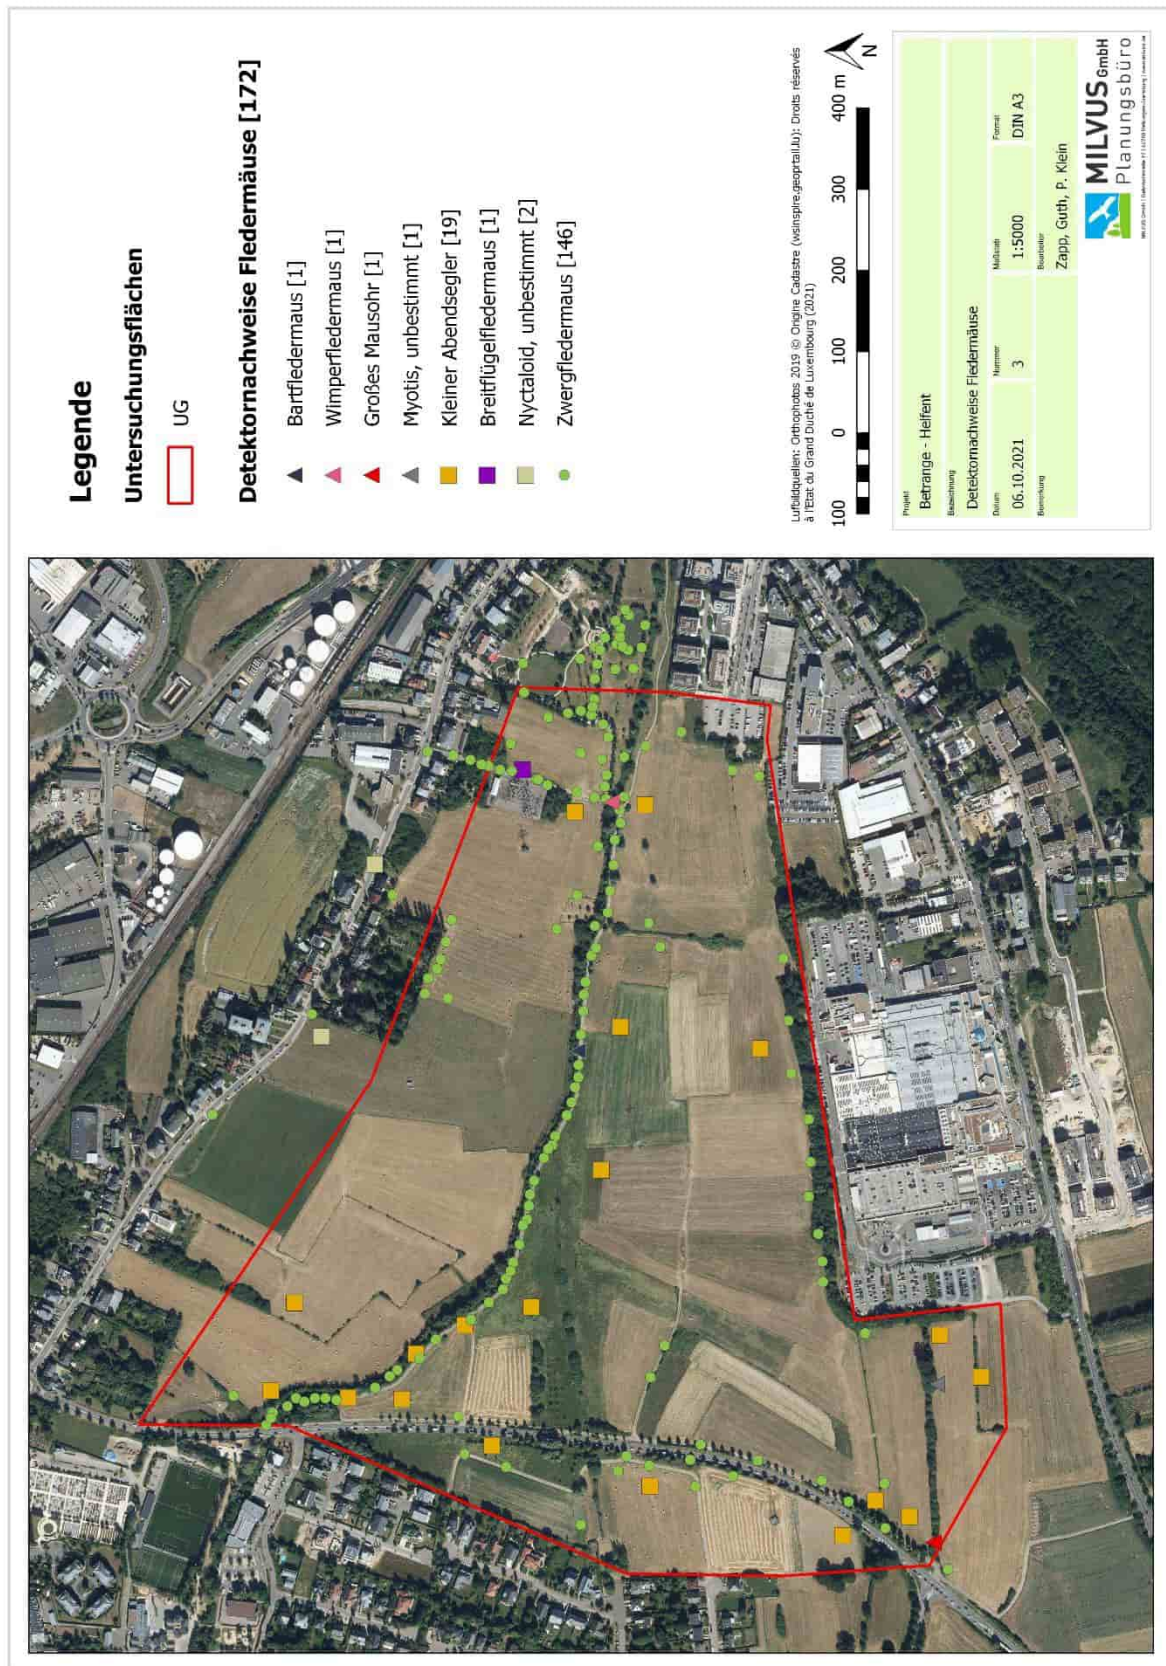 Legende
Untersuchungsflächen
UG
Detektornachweise Fledermäuse [172]
Bartfledermaus [1]
Wimperfledermaus [1]
Großes Mausohr [1]
Myotis, unbestimmt [1]
Kleiner Abendsegler [19]
Breitflügelfledermaus [1]
Nyctaloid, unbestimmt [2]
Zwergfledermaus [146]
Luftbildquellen: Orthophotos 2019 © Origine Cadastre (wsinspire.geoprtail.lu): Droits réservés
à l'Etat du Grand Duché de Luxembourg (2021)
100 0 100 200 300 400 m
N
Projekt
Betrange - Helfent
Bezeichnung
Detektornachweise Fledermäuse
Datum Nummer Maßstab Format
06.10.2021 3 1:5000 DIN A3
Bemerkung Bearbeiter
Zapp, Guth, P. Klein
MILVUS GmbH
Planungsbüro